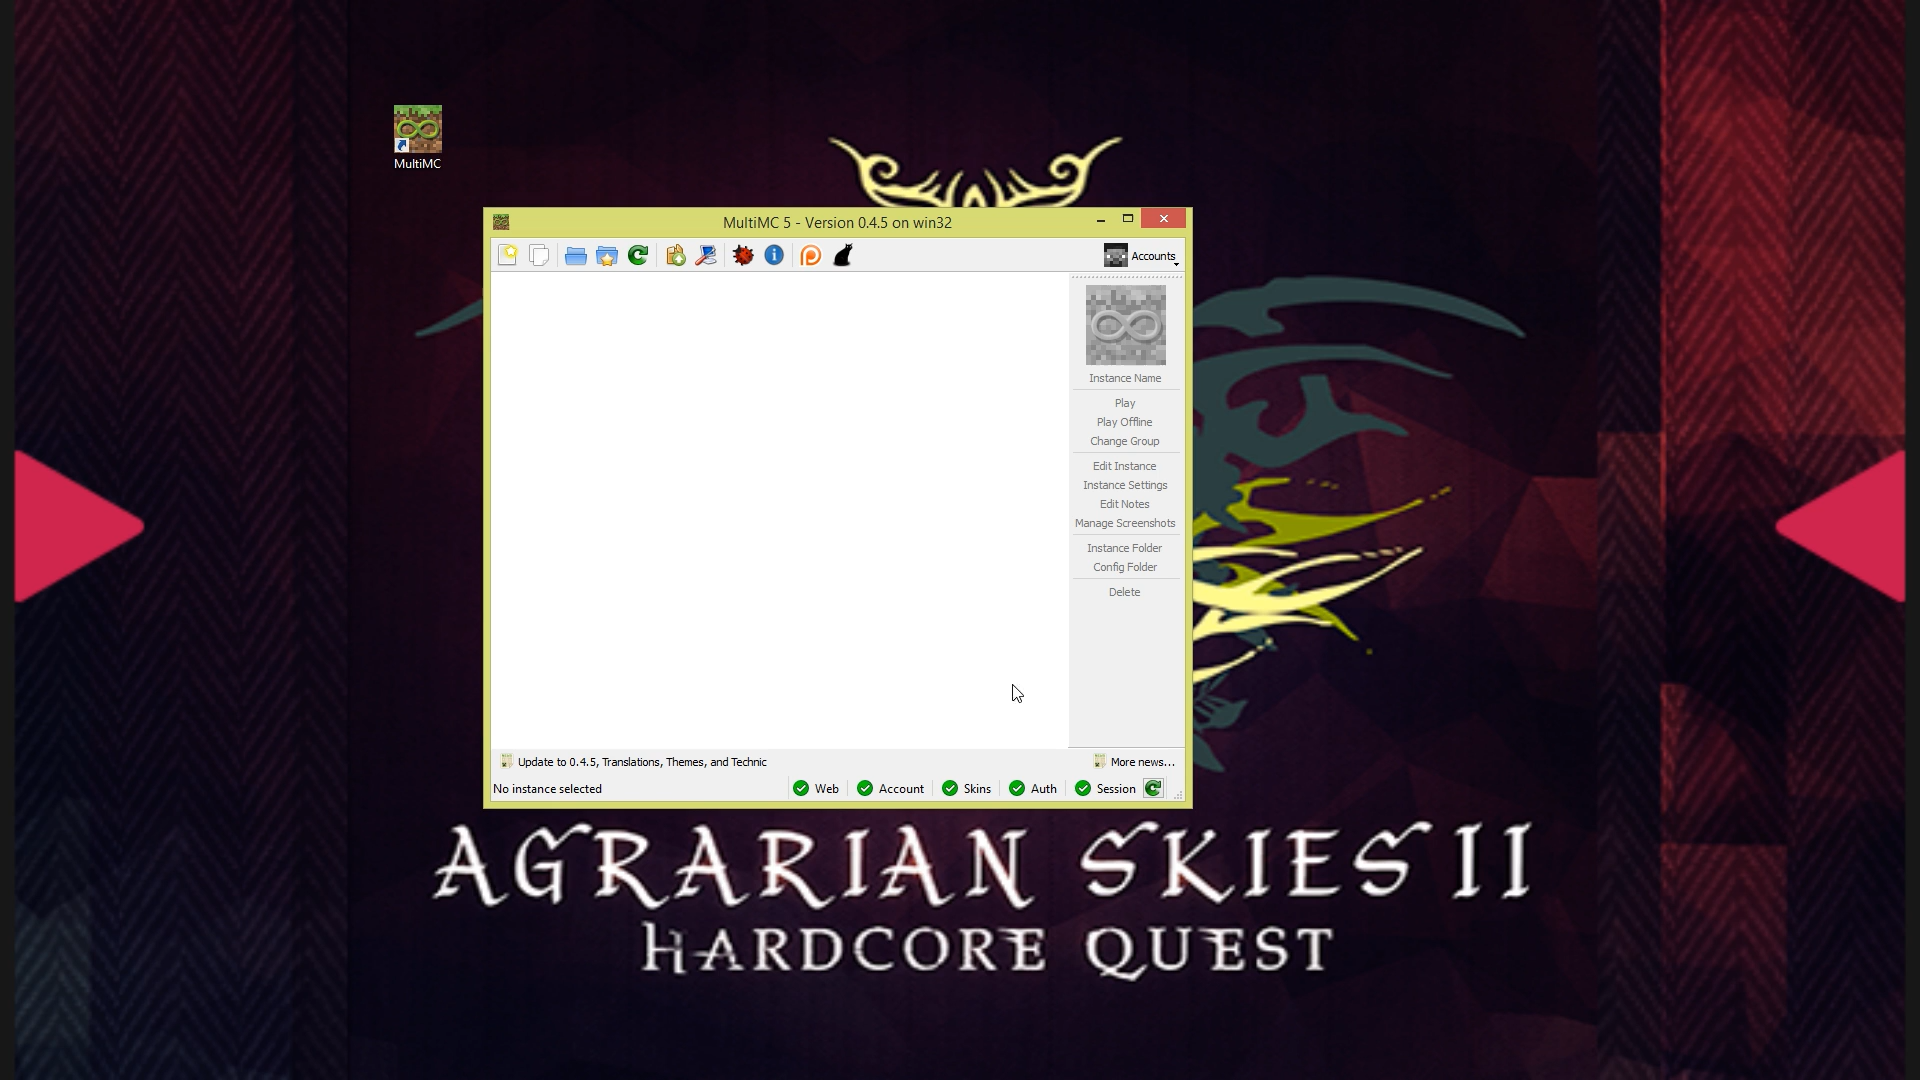 MultiMC
MultiMC 5 - Version 0.4.5 on win32
Accounts
Instance Name
Play
Play Offline
Change Group
Edit Instance
Instance Settings
Edit Notes
Manage Screenshots
Instance Folder
Config Folder
Delete
Update to 0.4.5, Translations, Themes, and Technic
More news...
No instance selected
Web
Account
Skins
Auth
Session
AGRARIAN SKIES II
HARDCORE QUEST